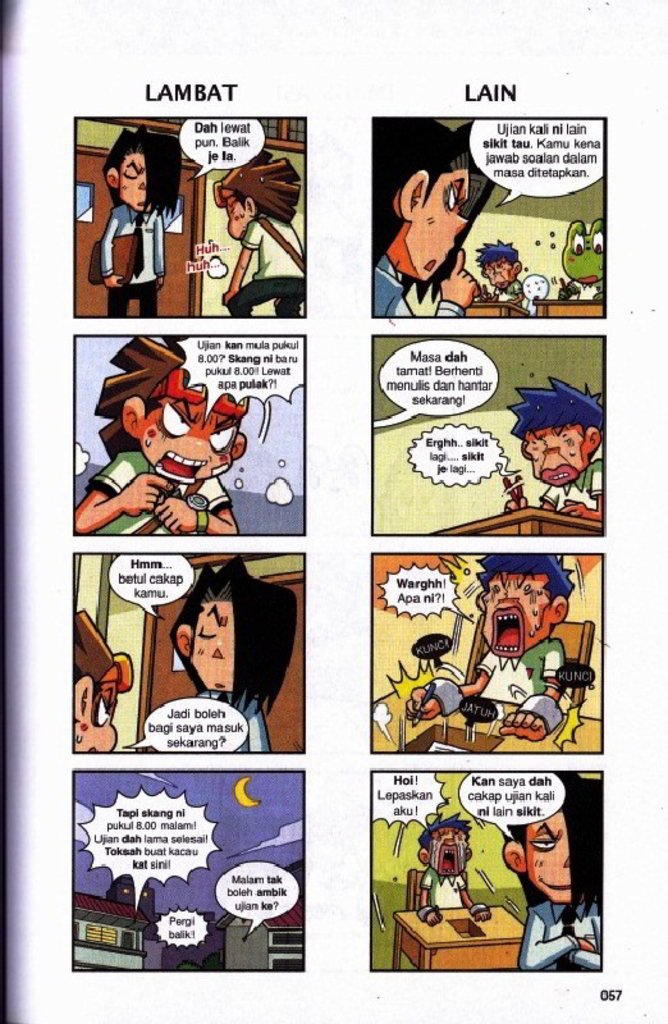 LAMBAT
Dah lewat
pun. Balik
je la.
Huh...
huh...
Ujian kan mula pukul
8.00? Skang ni baru
pukul 8.00!! Lewat
apa pulak?!
Hmm...
betul cakap
kamu.
Jadi boleh
bagi saya masuk
sekarang?
Tapi skang ni
pukul 8.00 malam!
Ujian dah lama selesai!
Toksah buat kacau
kat sini!
Malam tak
boleh ambik
ujian ke?
Pergi
balik!
LAIN
Ujian kali ni lain
sikit tau. Kamu kena
jawab soalan dalam
masa ditetapkan.
Masa dah
tamat! Berhenti
menulis dan hantar
sekarang!
Erghh.. sikit
lagi.... sikit
je lagi...
Warghh!
Apa ni?!
KUNCI
KUNCI
JATUH
Hoi!
Lepaskan
aku!
Kan saya dah
cakap ujian kali
ni lain sikit.
057